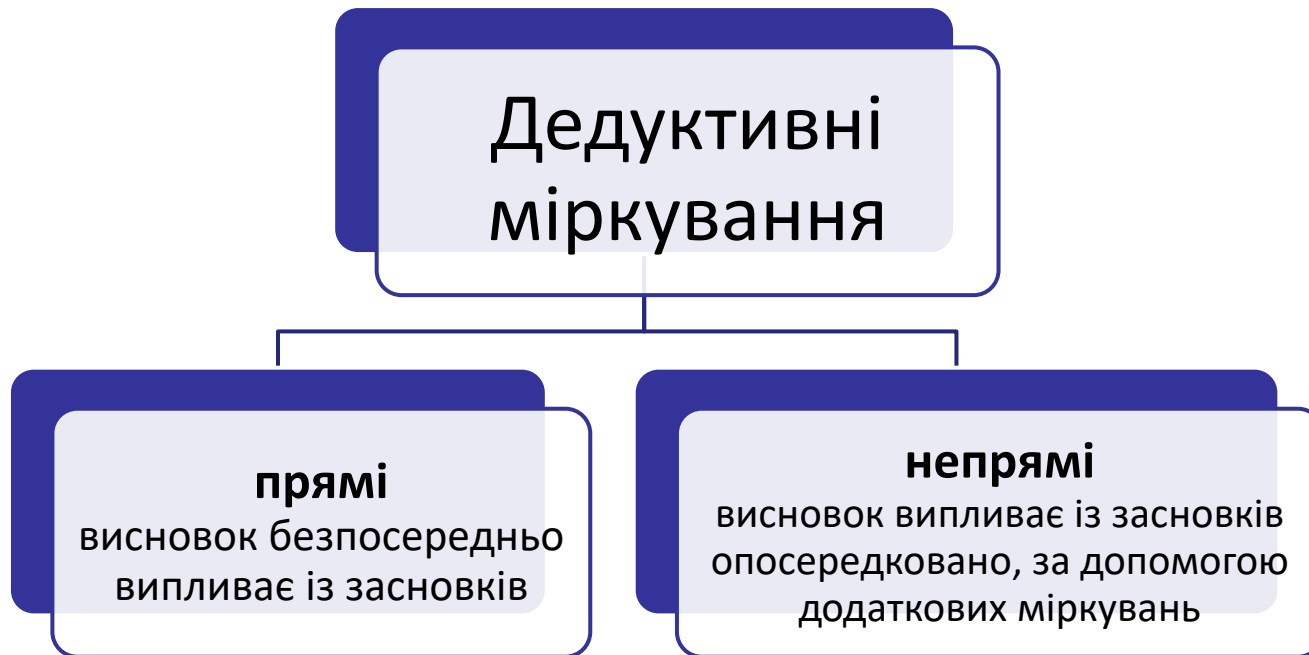 Дедуктивні
міркування
прямі
висновок безпосередньо
випливає із засновків
непрямі
висновок випливає із засновків
опосередковано, за допомогою
додаткових міркувань